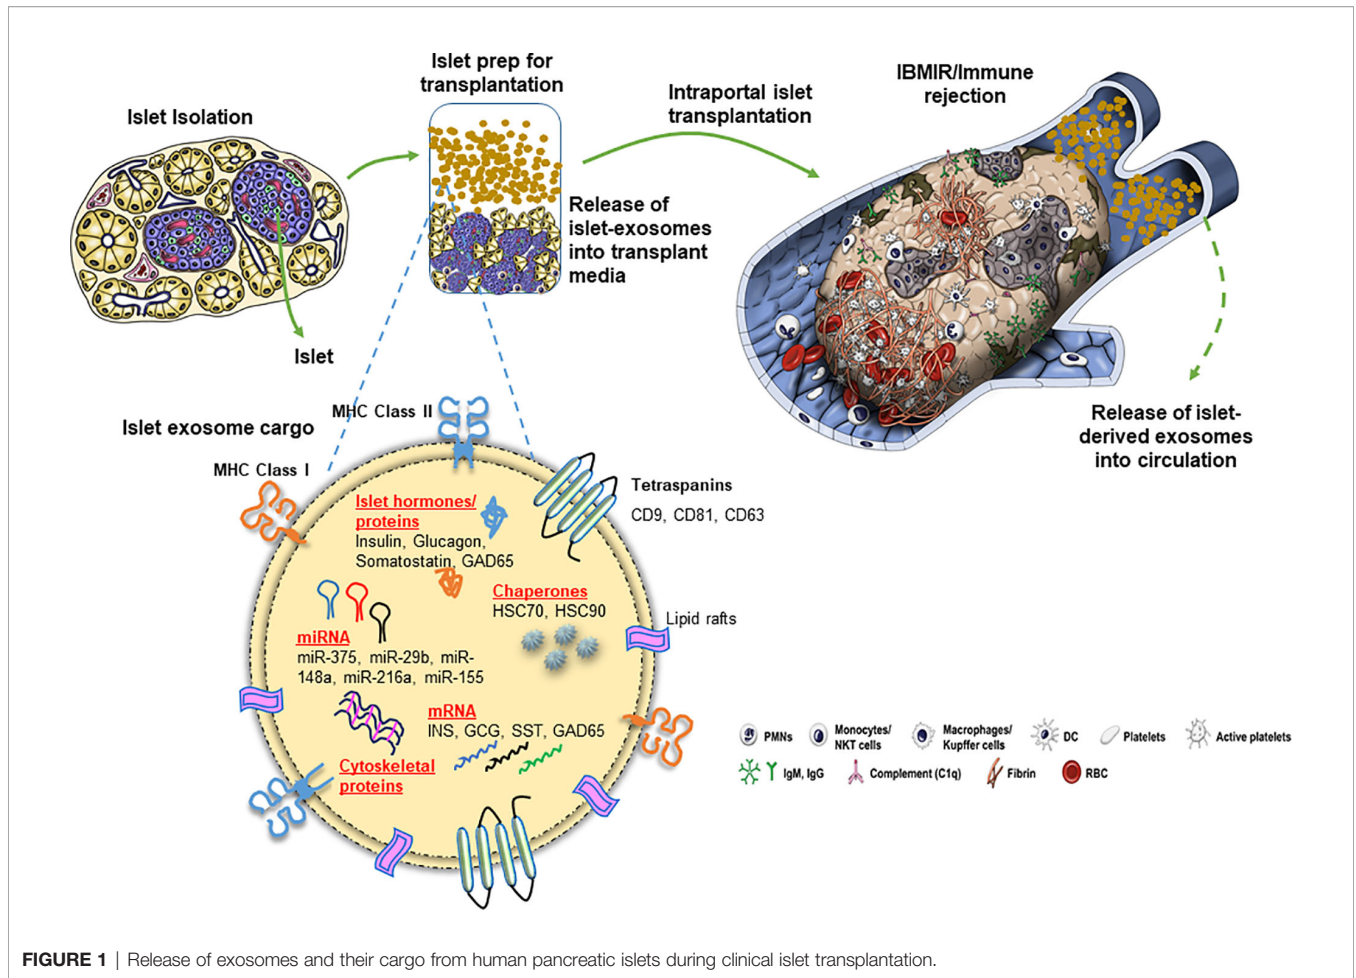 Islet prep for
transplantation
Islet Isolation
Intraportal islet
transplantation
IBMIR/Immune
rejection
Release of
islet-exosomes
into transplant
media
Islet
Release of islet-
derived exosomes
into circulation
Islet exosome cargo
MHC Class II
MHC Class I
Tetraspanins
CD9, CD81, CD63
Islet hormones/
proteins
Insulin, Glucagon,
Somatostatin, GAD65
Chaperones
HSC70, HSC90
Lipid rafts
miRNA
miR-375, miR-29b, miR-
148a, miR-216a, miR-155
mRNA
INS, GCG, SST, GAD65
Cytoskeletal
proteins
PMNs
Monocytes/
NKT cells
Macrophages/
Kupffer cells
DC
Platelets
Active platelets
IgM, IgG
Complement (C1q)
Fibrin
RBC
FIGURE 1 | Release of exosomes and their cargo from human pancreatic islets during clinical islet transplantation.